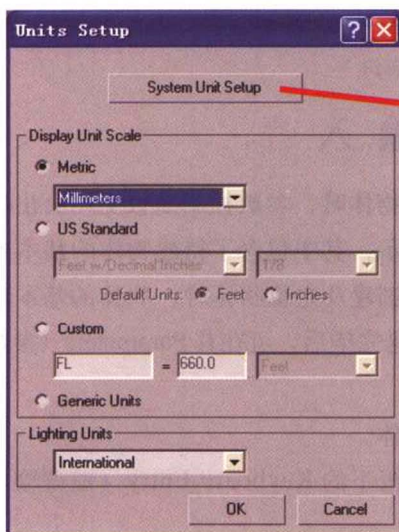 Units Setup
System Unit Setup
Display Unit Scale
Metric
Millimeters
US Standard
Feet w/Decimal Inches 1/8
Default Units: Feet Inches
Custom
FL = 660.0 Feet
Generic Units
Lighting Units
International
OK Cancel